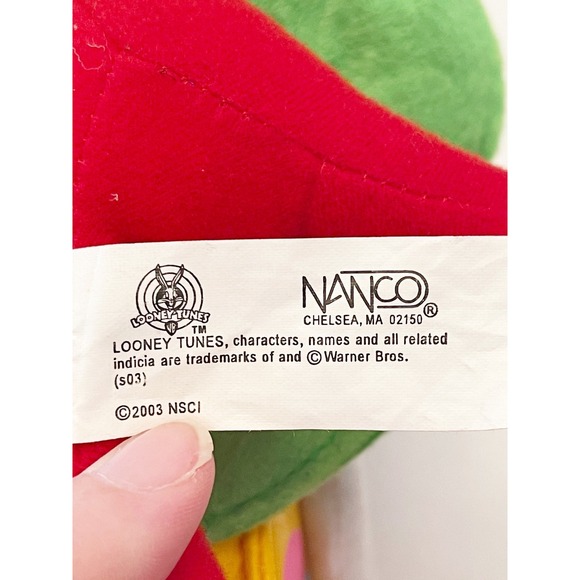 LOONEY TUNES
WB
TM
NANCO®
CHELSEA, MA 02150
LOONEY TUNES, characters, names and all related
indicia are trademarks of and ©Warner Bros.
(s03)
©2003 NSCI